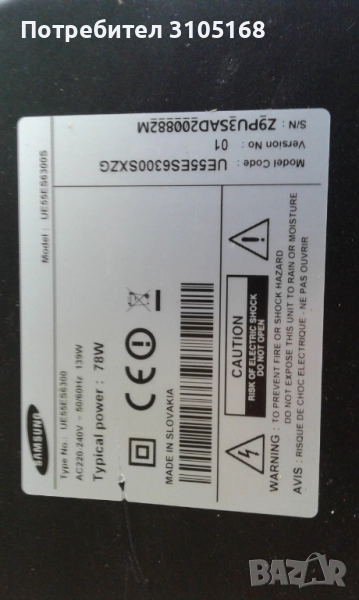 Потребител 3105168
SAMSUNG
Model : UE55ES6300S
Type No : UE55ES6300
AC220-240V ~ 50/60Hz 139W
Typical power : 78W
MADE IN SLOVAKIA
Model Code :
UE55ES6300SXZG
Version No :
01
S/N :
Z9PU3SAD200882M
CAUTION
RISK OF ELECTRIC SHOCK
DO NOT OPEN
WARNING : TO PREVENT FIRE OR SHOCK HAZARD
DO NOT EXPOSE THIS UNIT TO RAIN OR MOISTURE
AVIS : RISQUE DE CHOC ELECTRIQUE - NE PAS OUVRIR
BAZAR
bg